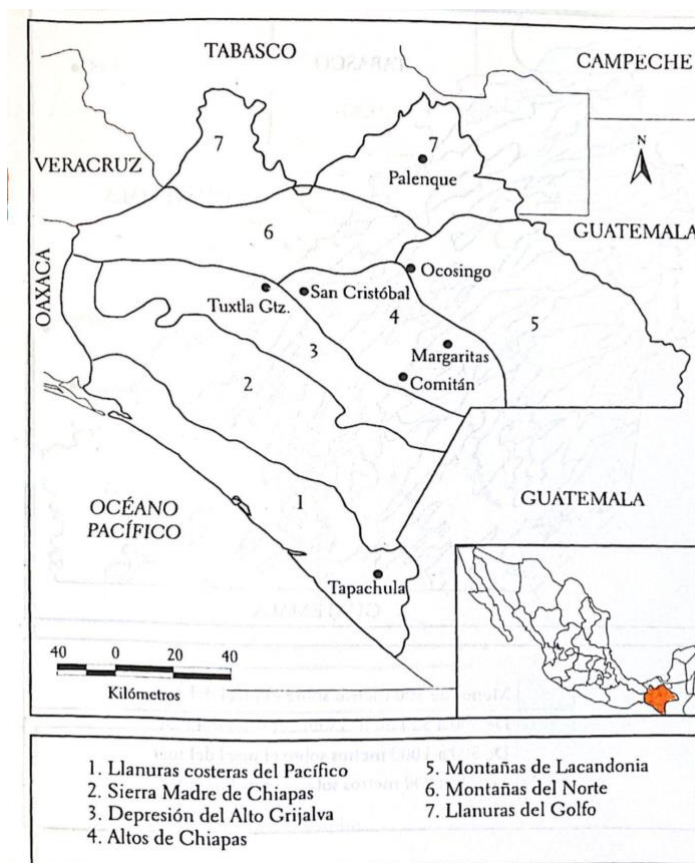 TABASCO
CAMPECHE
7
7
VERACRUZ
Palenque
N
6
GUATEMALA
OAXACA
Ocosingo
Tuxtla Gtz.
San Cristóbal
4
5
3
Margaritas
2
Comitán
1
GUATEMALA
OCÉANO
PACÍFICO
Tapachula
40 0 20 40
Kilómetros
1. Llanuras costeras del Pacífico
2. Sierra Madre de Chiapas
3. Depresión del Alto Grijalva
4. Altos de Chiapas
5. Montañas de Lacandonia
6. Montañas del Norte
7. Llanuras del Golfo